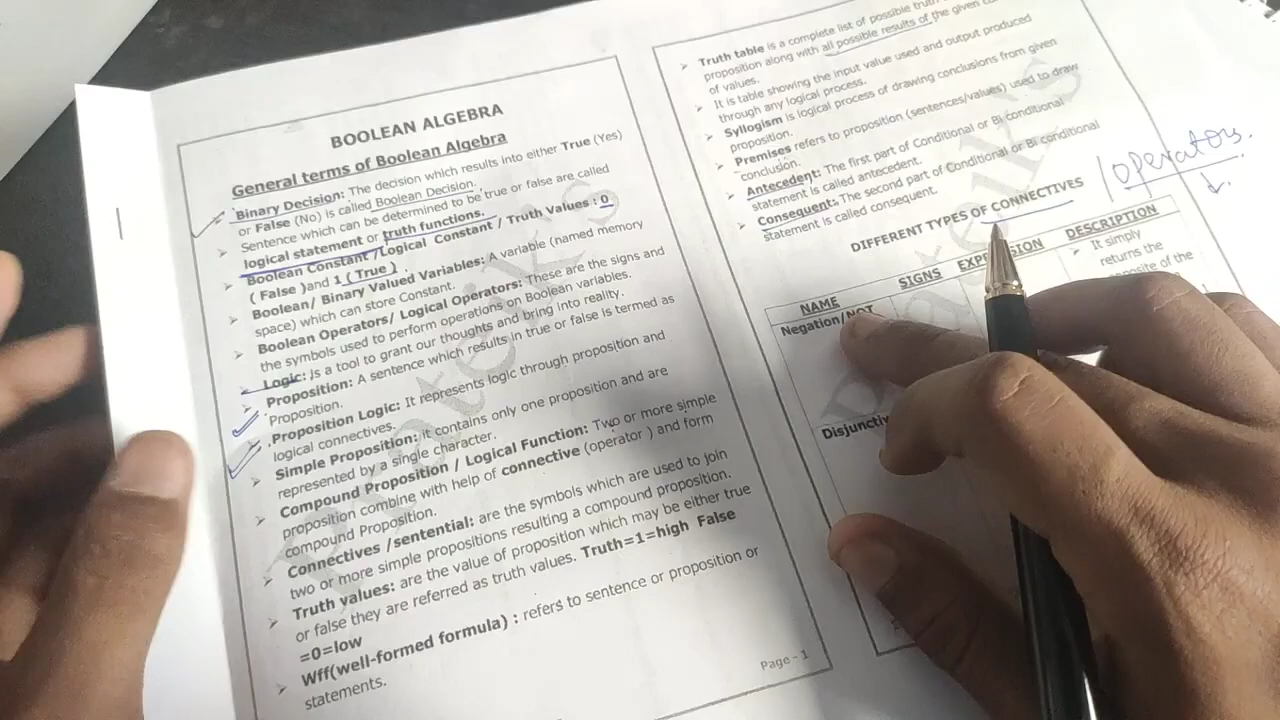 BOOLEAN ALGEBRA
General terms of Boolean Algebra
Binary Decision: The decision which results into either True (Yes)
or False (No) is called Boolean Decision.
Sentence which can be determined to be true or false are called
logical statement or truth functions.
Boolean Constant /Logical Constant / Truth Values : 0
( False )and 1 ( True )
Boolean/ Binary Valued Variables: A variable (named memory
space) which can store Constant.
Boolean Operators/ Logical Operators: These are the signs and
the symbols used to perform operations on Boolean variables.
Logic: Is a tool to grant our thoughts and bring into reality.
Proposition: A sentence which results in true or false is termed as
Proposition.
Proposition Logic: It represents logic through proposition and
logical connectives.
Simple Proposition: It contains only one proposition and are
represented by a single character.
Compound Proposition / Logical Function: Two or more simple
proposition combine with help of connective (operator ) and form
compound Proposition.
Connectives /sentential: are the symbols which are used to join
two or more simple propositions resulting a compound proposition.
Truth values: are the value of proposition which may be either true
or false they are referred as truth values. Truth=1=high False
=0=low
Wff(well-formed formula) : refers to sentence or proposition or
statements.
Page - 1
Truth table is a complete list of possible truth
proposition along with all possible results of the given
of values.
It is table showing the input value used and output produced
through any logical process.
Syllogism is logical process of drawing conclusions from given
proposition.
Premises refers to proposition (sentences/values) used to draw
conclusion.
Antecedent: The first part of Conditional or Bi conditional
statement is called antecedent.
Consequent: The second part of Conditional or Bi conditional
statement is called consequent.
DIFFERENT TYPES OF CONNECTIVES /operators.
NAME SIGNS DESCRIPTION
Negation/NOT It simply
returns the
of the